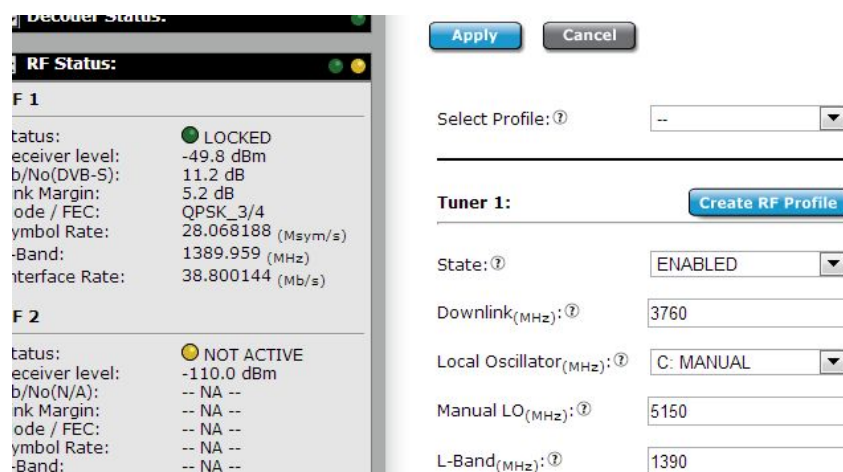 Decoder Status:
RF Status:
F 1
tatus: LOCKED
eceiver level: -49.8 dBm
b/No(DVB-S): 11.2 dB
nk Margin: 5.2 dB
ode / FEC: QPSK_3/4
ymbol Rate: 28.068188 (Msym/s)
-Band: 1389.959 (MHz)
nterface Rate: 38.800144 (Mb/s)
F 2
tatus: NOT ACTIVE
eceiver level: -110.0 dBm
b/No(N/A): -- NA --
nk Margin: -- NA --
ode / FEC: -- NA --
ymbol Rate: -- NA --
-Band: -- NA --
Apply Cancel
Select Profile: ? --
Tuner 1: Create RF Profile
State: ? ENABLED
Downlink(MHz): ? 3760
Local Oscillator(MHz): ? C: MANUAL
Manual LO(MHz): ? 5150
L-Band(MHz): ? 1390